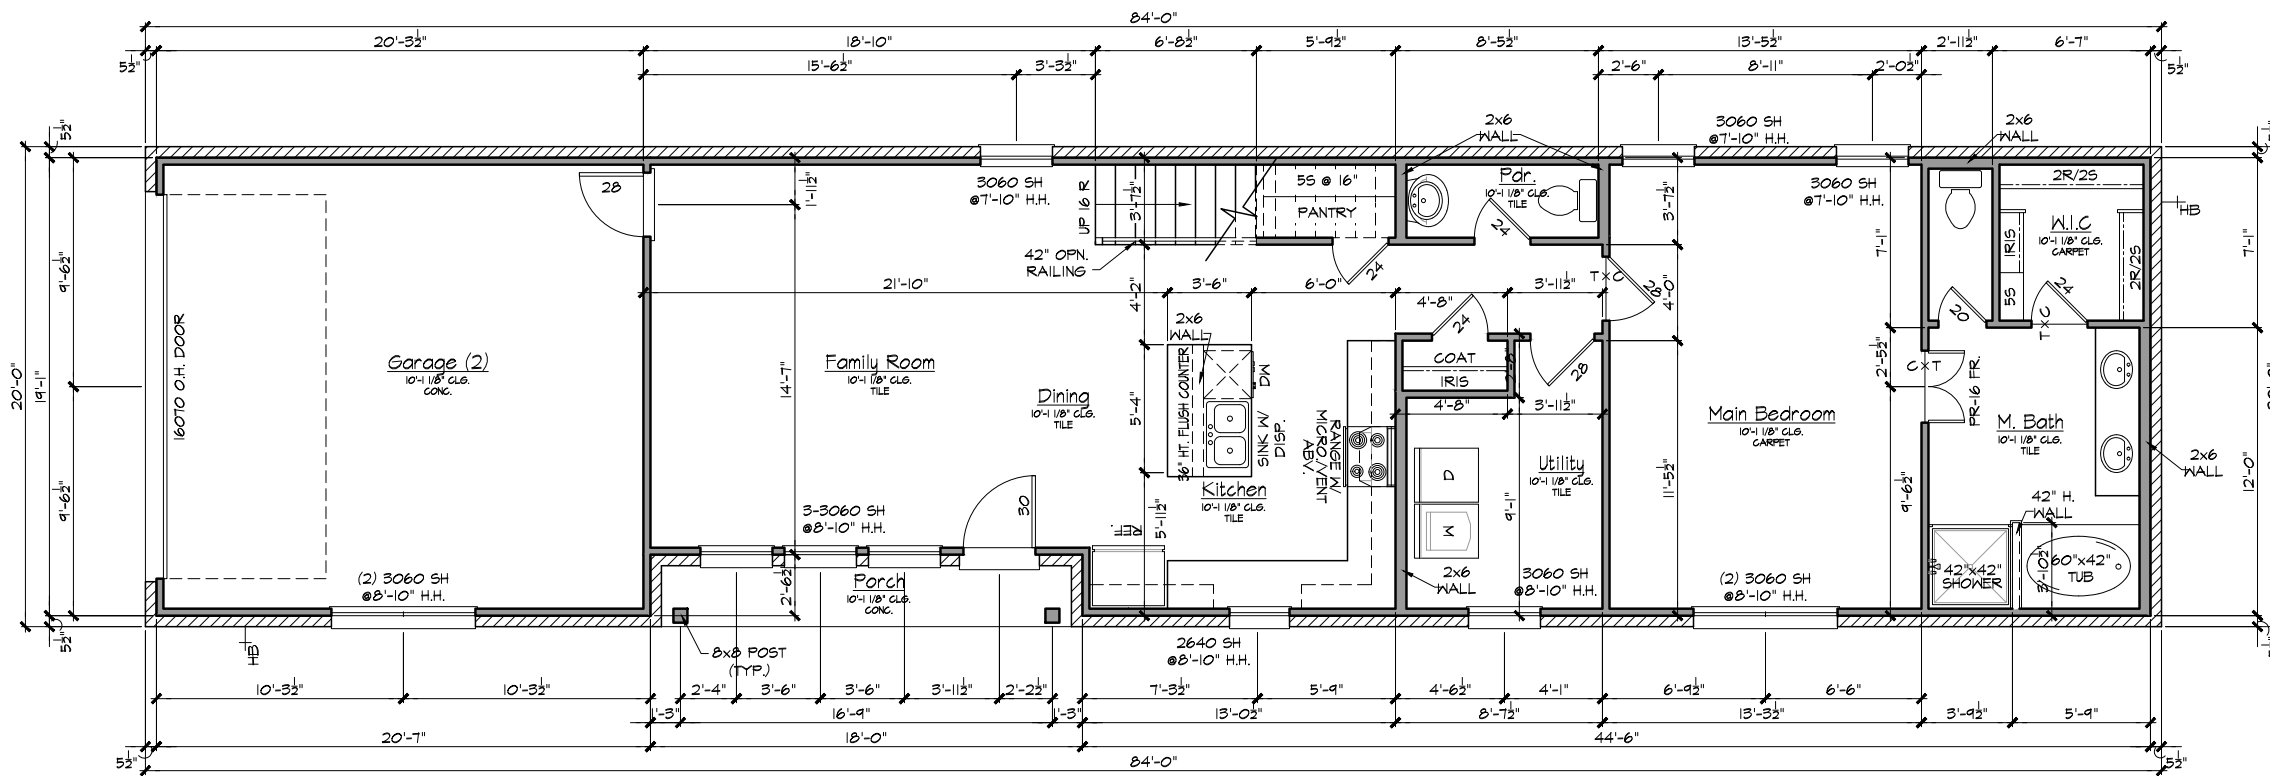 84'-0"
20'-3½" 18'-10" 6'-8½" 5'-9½" 8'-5½" 13'-5½" 2'-11½" 6'-7"
5½" 15'-6½" 3'-3½" 2'-6" 8'-11" 2'-0½" 5½"
5½"
2x6
WALL
3060 SH
@7'-10" H.H.
2x6
WALL
28
1'-11½"
3060 SH
@7'-10" H.H.
UP 16 R
3'-7½"
5S @ 16"
PANTRY
Pdr.
10'-1 1/8" CLG.
TILE
24
3'-7½"
3060 SH
@7'-10" H.H.
2R/2S
W.I.C
10'-1 1/8" CLG.
CARPET
1R1S
5S
2R/2S
HB
7'-1"
7'-1"
42" OPN.
RAILING
24
T x C
28
4'-0"
20
24
T x C
9'-6½"
21'-10" 3'-6" 6'-0" 4'-8" 3'-11½"
4'-2"
2x6
WALL
24
COAT
1R1S
2'-8"
28
20'-0"
19'-1"
16070 O.H. DOOR
Garage (2)
10'-1 1/8" CLG.
CONC.
Family Room
10'-1 1/8" CLG.
TILE
14'-7"
Dining
10'-1 1/8" CLG.
TILE
5'-4"
36" HT. FLUSH COUNTER
DW
SINK W/
DISP.
RANGE W/
MICRO./VENT
ABV.
4'-8" 3'-11½"
Main Bedroom
10'-1 1/8" CLG.
CARPET
2'-5½"
C x T
PR-16 FR.
M. Bath
10'-1 1/8" CLG.
TILE
2x6
WALL
9'-6½"
Kitchen
10'-1 1/8" CLG.
TILE
D
W
Utility
10'-1 1/8" CLG.
TILE
9'-1"
11'-5½"
9'-6½"
12'-0"
42" H.
WALL
3-3060 SH
@8'-10" H.H.
30
REF.
5'-11½"
(2) 3060 SH
@8'-10" H.H.
Porch
10'-1 1/8" CLG.
CONC.
2'-6½"
2x6
WALL
3060 SH
@8'-10" H.H.
(2) 3060 SH
@8'-10" H.H.
42"x42"
SHOWER
3'-10½"
60"x42"
TUB
5½"
HB
8x8 POST
(TYP.)
2640 SH
@8'-10" H.H.
10'-3½" 10'-3½" 2'-4" 3'-6" 3'-6" 3'-11½" 2'-2½" 7'-3½" 5'-9" 4'-6½" 4'-1" 6'-9½" 6'-6"
1'-3" 16'-9" 1'-3" 13'-0½" 8'-7½" 13'-3½" 3'-9½" 5'-9"
20'-7" 18'-0" 44'-6"
5½" 84'-0" 5½"